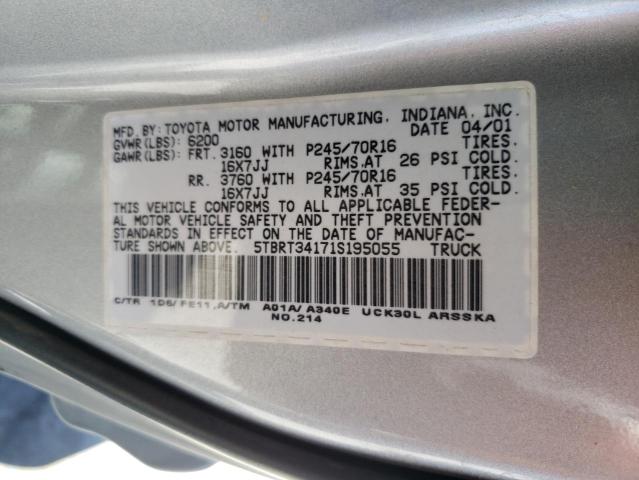 MFD. BY: TOYOTA MOTOR MANUFACTURING, INDIANA, INC.
GVWR(LBS): 6200 DATE 04/01
GAWR(LBS): FRT. 3160 WITH P245/70R16 TIRES.
16X7JJ RIMS,AT 26 PSI COLD.
RR. 3760 WITH P245/70R16 TIRES.
16X7JJ RIMS,AT 35 PSI COLD.
THIS VEHICLE CONFORMS TO ALL APPLICABLE FEDER-
AL MOTOR VEHICLE SAFETY AND THEFT PREVENTION
STANDARDS IN EFFECT ON THE DATE OF MANUFAC-
TURE SHOWN ABOVE. 5TBRT34171S195055 TRUCK
C/TR 1D6/FE11,A/TM A01A/A340E UCK30L ARSSKA
NO.214